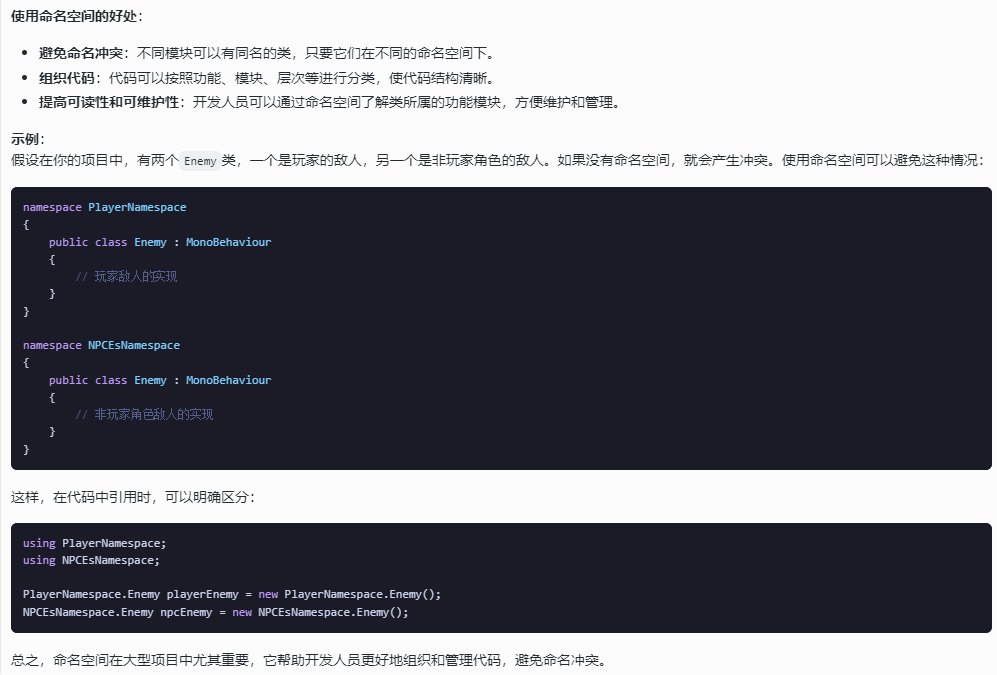 使用命名空间的好处：
避免命名冲突：不同模块可以有同名的类，只要它们在不同的命名空间下。
组织代码：代码可以按照功能、模块、层次等进行分类，使代码结构清晰。
提高可读性和可维护性：开发人员可以通过命名空间了解类所属的功能模块，方便维护和管理。
示例：
假设在你的项目中，有两个 Enemy 类，一个是玩家的敌人，另一个是非玩家角色的敌人。如果没有命名空间，就会产生冲突。使用命名空间可以避免这种情况：
namespace PlayerNamespace
{
    public class Enemy : MonoBehaviour
    {
        // 玩家敌人的实现
    }
}
namespace NPCEsNamespace
{
    public class Enemy : MonoBehaviour
    {
        // 非玩家角色敌人的实现
    }
}
这样，在代码中引用时，可以明确区分：
using PlayerNamespace;
using NPCEsNamespace;
PlayerNamespace.Enemy playerEnemy = new PlayerNamespace.Enemy();
NPCEsNamespace.Enemy npcEnemy = new NPCEsNamespace.Enemy();
总之，命名空间在大型项目中尤其重要，它帮助开发人员更好地组织和管理代码，避免命名冲突。